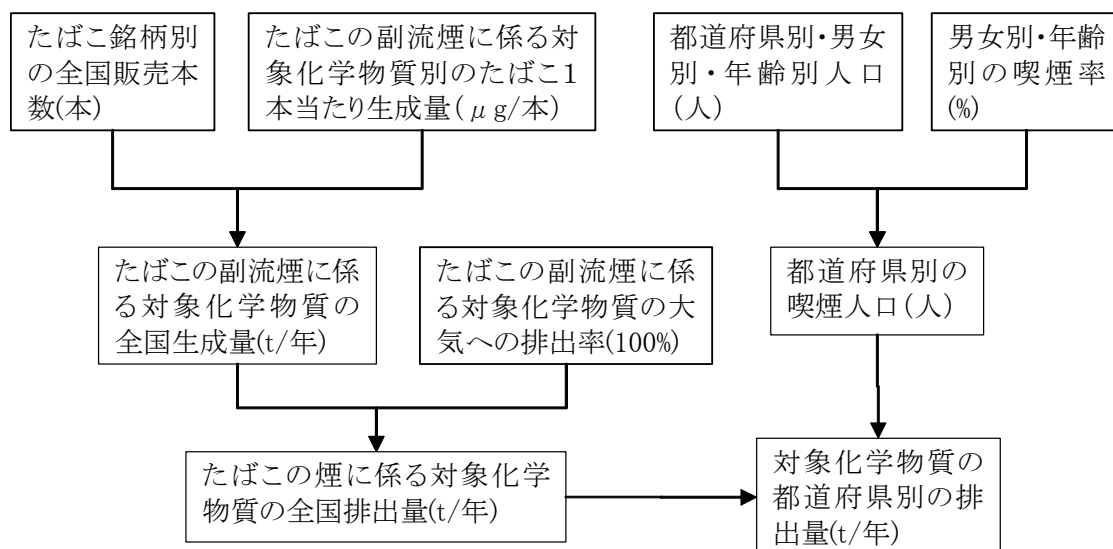 たばこ銘柄別
の全国販売本
数(本)
たばこの副流煙に係る対
象化学物質別のたばこ1
本当たり生成量(μg/本)
都道府県別・男女
別・年齢別人口
(人)
男女別・年齢
別の喫煙率
(%)
たばこの副流煙に係
る対象化学物質の
全国生成量(t/年)
たばこの副流煙に係
る対象化学物質の大
気への排出率(100%)
都道府県別の
喫煙人口(人)
たばこの煙に係る対象化学
物質の全国排出量(t/年)
対象化学物質の
都道府県別の排
出量(t/年)